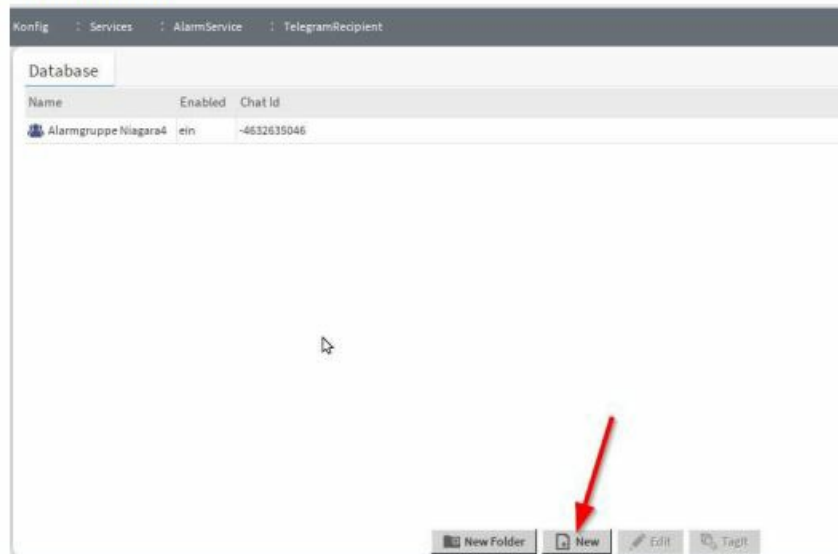 Konfig : Services : AlarmService : TelegramRecipient
Database
Name Enabled Chat Id
Alarmgruppe Niagara4 ein -4632635046
New Folder New Edit TagIt